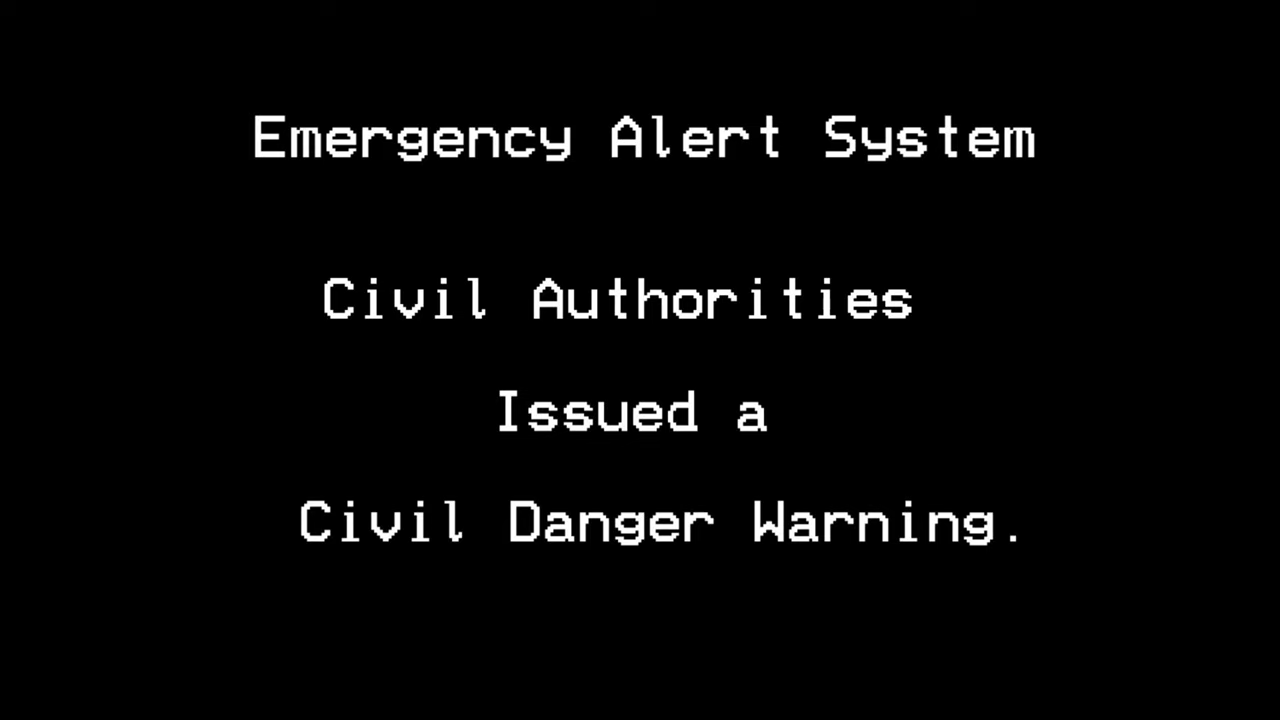 Emergency Alert System
Civil Authorities
Issued a
Civil Danger Warning.